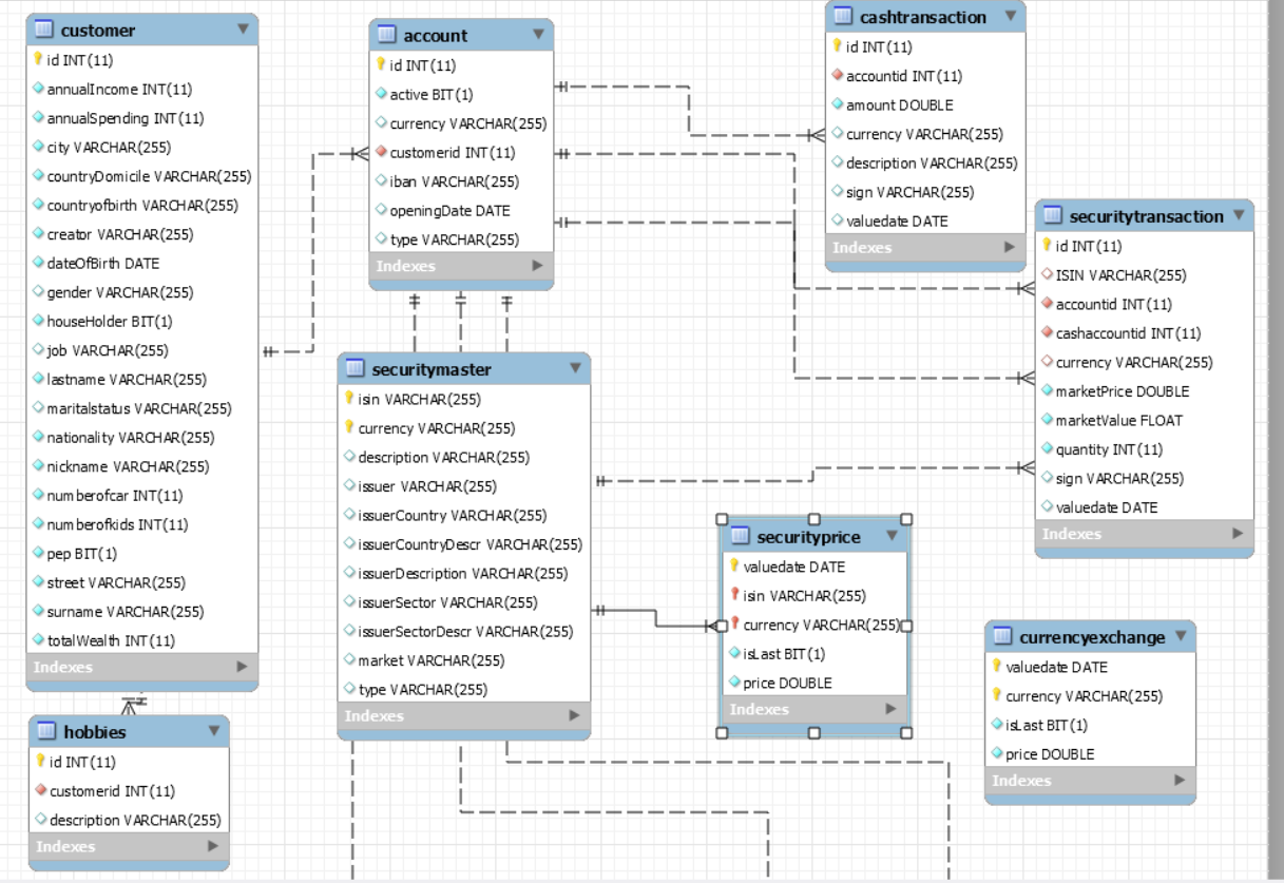 customer
id INT(11)
annualIncome INT(11)
annualSpending INT(11)
city VARCHAR(255)
countryDomicile VARCHAR(255)
countryofbirth VARCHAR(255)
creator VARCHAR(255)
dateOfBirth DATE
gender VARCHAR(255)
houseHolder BIT(1)
job VARCHAR(255)
lastname VARCHAR(255)
maritalstatus VARCHAR(255)
nationality VARCHAR(255)
nickname VARCHAR(255)
numberofcar INT(11)
numberofkids INT(11)
pep BIT(1)
street VARCHAR(255)
surname VARCHAR(255)
totalWealth INT(11)
Indexes
hobbies
id INT(11)
customerid INT(11)
description VARCHAR(255)
Indexes
account
id INT(11)
active BIT(1)
currency VARCHAR(255)
customerid INT(11)
iban VARCHAR(255)
openingDate DATE
type VARCHAR(255)
Indexes
securitymaster
isin VARCHAR(255)
currency VARCHAR(255)
description VARCHAR(255)
issuer VARCHAR(255)
issuerCountry VARCHAR(255)
issuerCountryDescr VARCHAR(255)
issuerDescription VARCHAR(255)
issuerSector VARCHAR(255)
issuerSectorDescr VARCHAR(255)
market VARCHAR(255)
type VARCHAR(255)
Indexes
cashtransaction
id INT(11)
accountid INT(11)
amount DOUBLE
currency VARCHAR(255)
description VARCHAR(255)
sign VARCHAR(255)
valuedate DATE
Indexes
securityprice
valuedate DATE
isin VARCHAR(255)
currency VARCHAR(255)
isLast BIT(1)
price DOUBLE
Indexes
securitytransaction
id INT(11)
ISIN VARCHAR(255)
accountid INT(11)
cashaccountid INT(11)
currency VARCHAR(255)
marketPrice DOUBLE
marketValue FLOAT
quantity INT(11)
sign VARCHAR(255)
valuedate DATE
Indexes
currencyexchange
valuedate DATE
currency VARCHAR(255)
isLast BIT(1)
price DOUBLE
Indexes